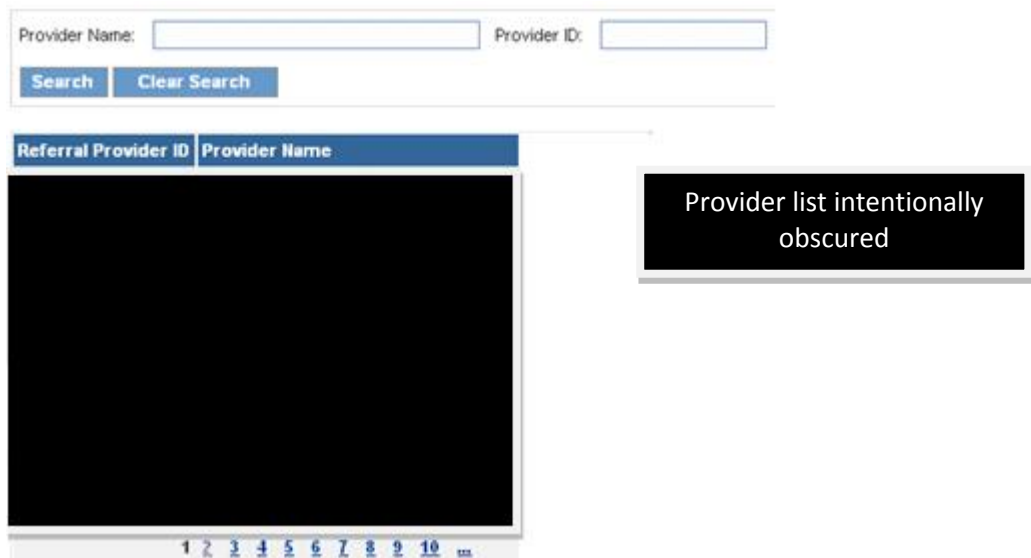 Provider Name: Provider ID:
Search Clear Search
Referral Provider ID Provider Name
Provider list intentionally
obscured
1 2 3 4 5 6 7 8 9 10 ...